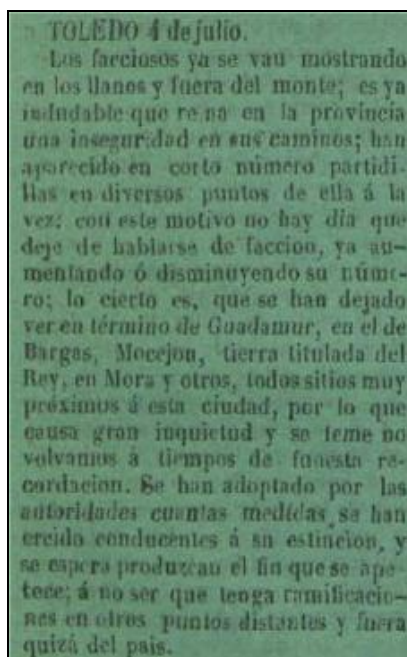 TOLEDO 4 de julio.
Los facciosos ya se van mostrando
en los llanos y fuera del monte; es ya
indudable que reina en la provincia
una inseguridad en sus caminos; han
aparecido en corto número partidi-
llas en diversos puntos de ella á la
vez; con este motivo no hay dia que
deje de hablarse de faccion, ya au-
mentando ó disminuyendo su núme-
ro; lo cierto es, que se han dejado
ver en término de Guadamur, en el de
Bargas, Mocejon, tierra titulada del
Rey, en Mora y otros, todos sitios muy
próximos á esta ciudad, por lo que
causa gran inquietud y se teme no
volvamos á tiempos de funesta re-
cordacion. Se han adoptado por las
autoridades cuantas medidas se han
creido conducentes á su estincion, y
se espera produzcan el fin que se ape-
tece; á no ser que tenga ramificacio-
nes en otros puntos distantes y fuera
quizá del pais.